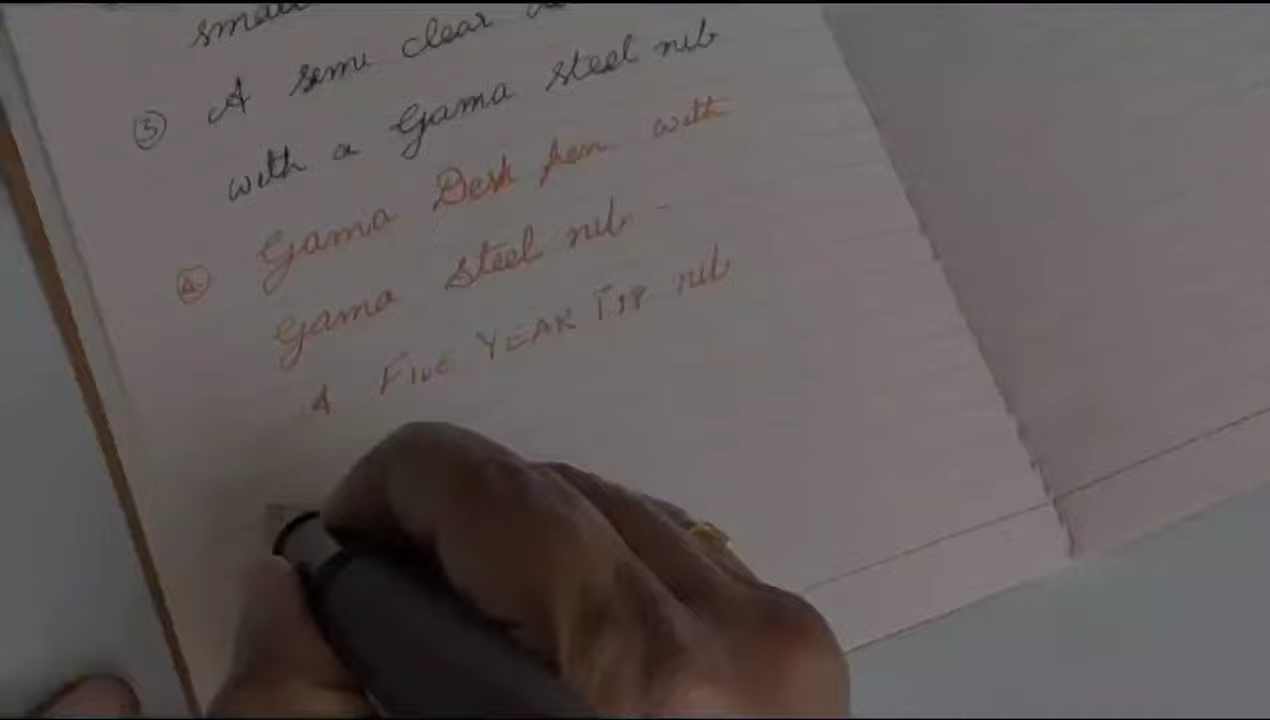 small
③ A semi clear
with a Gama steel nib
④ Gama Desk pen with
Gama steel nib -
A FIVE YEAR TIP nib